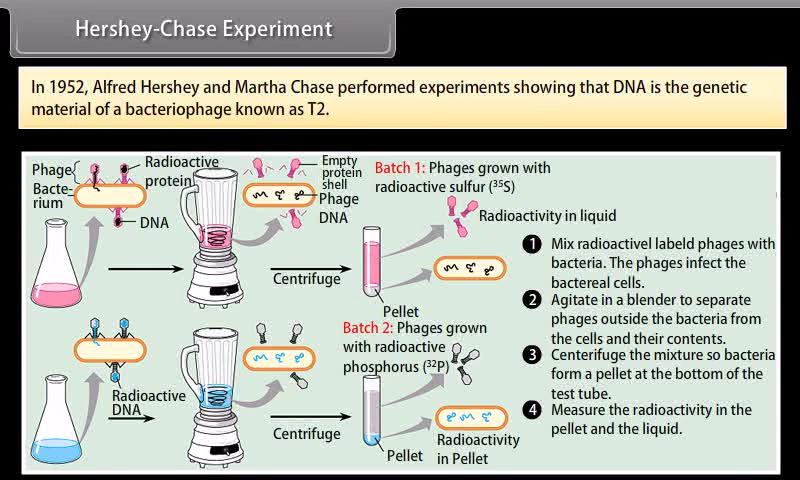 Hershey-Chase Experiment
In 1952, Alfred Hershey and Martha Chase performed experiments showing that DNA is the genetic
material of a bacteriophage known as T2.
Phage
Bacte-
rium
Radioactive
protein
DNA
Empty
protein
shell
Phage
DNA
Centrifuge
Batch 1: Phages grown with
radioactive sulfur (³⁵S)
Radioactivity in liquid
Pellet
Radioactive
DNA
Centrifuge
Batch 2: Phages grown
with radioactive
phosphorus (³²P)
Pellet
Radioactivity
in Pellet
1 Mix radioactivel labeld phages with
bacteria. The phages infect the
bactereal cells.
2 Agitate in a blender to separate
phages outside the bacteria from
the cells and their contents.
3 Centerifuge the mixture so bacteria
form a pellet at the bottom of the
test tube.
4 Measure the radioactivity in the
pellet and the liquid.